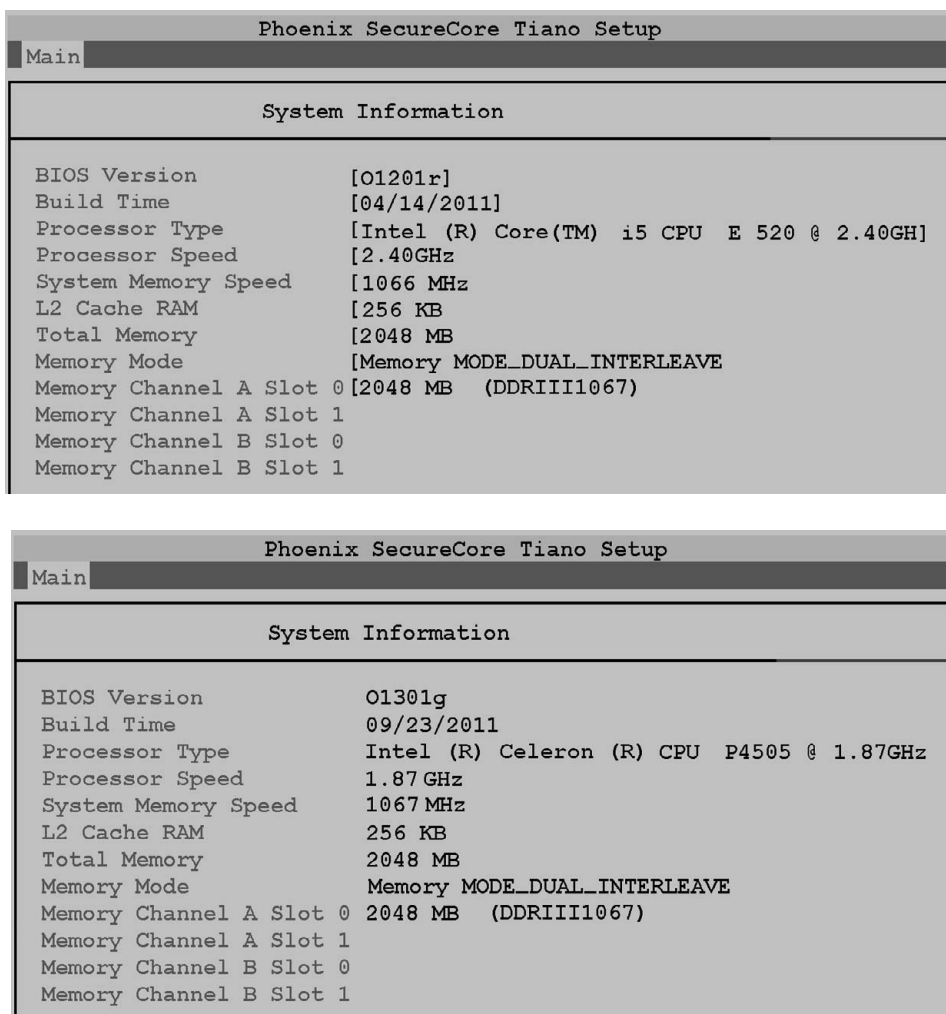 Phoenix SecureCore Tiano Setup
Main
System Information
BIOS Version [O1201r]
Build Time [04/14/2011]
Processor Type [Intel (R) Core(TM) i5 CPU E 520 @ 2.40GH]
Processor Speed [2.40GHz
System Memory Speed [1066 MHz
L2 Cache RAM [256 KB
Total Memory [2048 MB
Memory Mode [Memory MODE_DUAL_INTERLEAVE
Memory Channel A Slot 0 [2048 MB (DDRIII1067)
Memory Channel A Slot 1
Memory Channel B Slot 0
Memory Channel B Slot 1
Phoenix SecureCore Tiano Setup
Main
System Information
BIOS Version O1301g
Build Time 09/23/2011
Processor Type Intel (R) Celeron (R) CPU P4505 @ 1.87GHz
Processor Speed 1.87 GHz
System Memory Speed 1067 MHz
L2 Cache RAM 256 KB
Total Memory 2048 MB
Memory Mode Memory MODE_DUAL_INTERLEAVE
Memory Channel A Slot 0 2048 MB (DDRIII1067)
Memory Channel A Slot 1
Memory Channel B Slot 0
Memory Channel B Slot 1